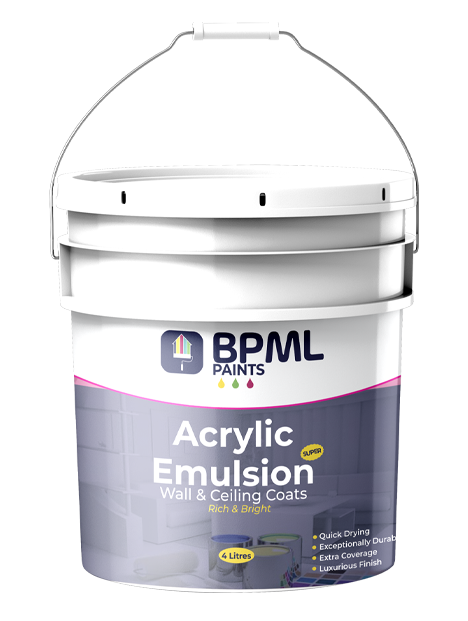 BPML
PAINTS
Acrylic
Emulsion
SUPER
Wall & Ceiling Coats
Rich & Bright
4 Litres
Quick Drying
Exceptionally Durab
Extra Coverage
Luxurious Finish